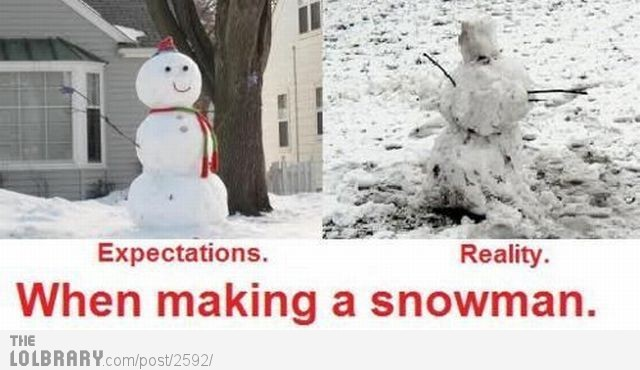 Expectations. Reality.
When making a snowman.
THE
LOLBRARY.com/post/2592/